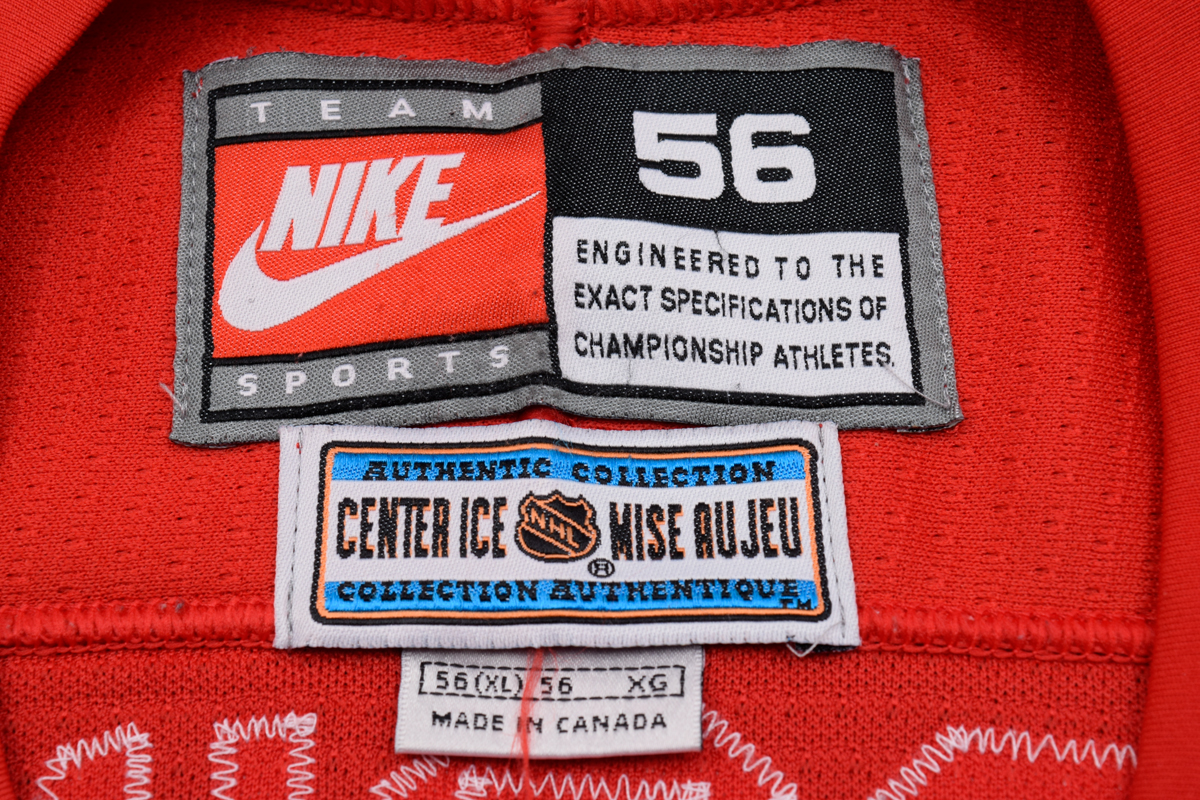 TEAM
NIKE
SPORTS
56
ENGINEERED TO THE
EXACT SPECIFICATIONS OF
CHAMPIONSHIP ATHLETES.
AUTHENTIC COLLECTION
CENTER ICE NHL MISE AU JEU
®
COLLECTION AUTHENTIQUE
TM
56(XL) 56 XG
MADE IN CANADA